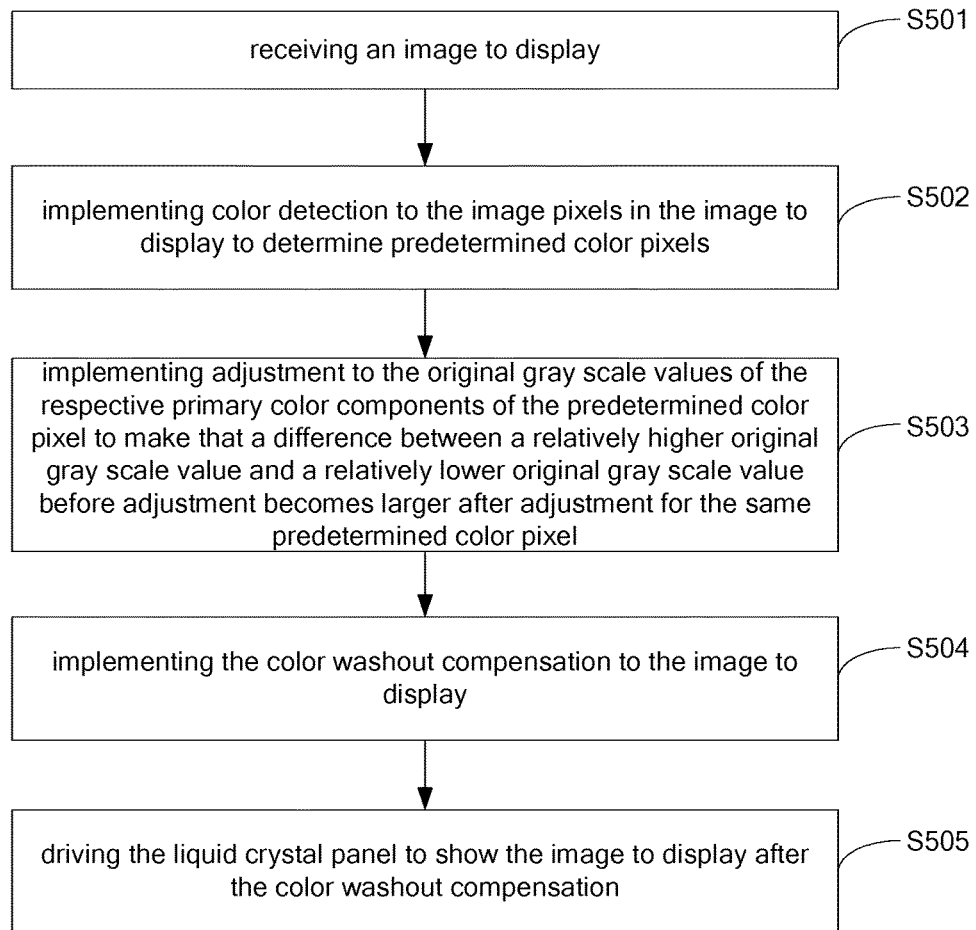 receiving an image to display
S501
implementing color detection to the image pixels in the image to
display to determine predetermined color pixels
S502
implementing adjustment to the original gray scale values of the
respective primary color components of the predetermined color
pixel to make that a difference between a relatively higher original
gray scale value and a relatively lower original gray scale value
before adjustment becomes larger after adjustment for the same
predetermined color pixel
S503
implementing the color washout compensation to the image to
display
S504
driving the liquid crystal panel to show the image to display after
the color washout compensation
S505